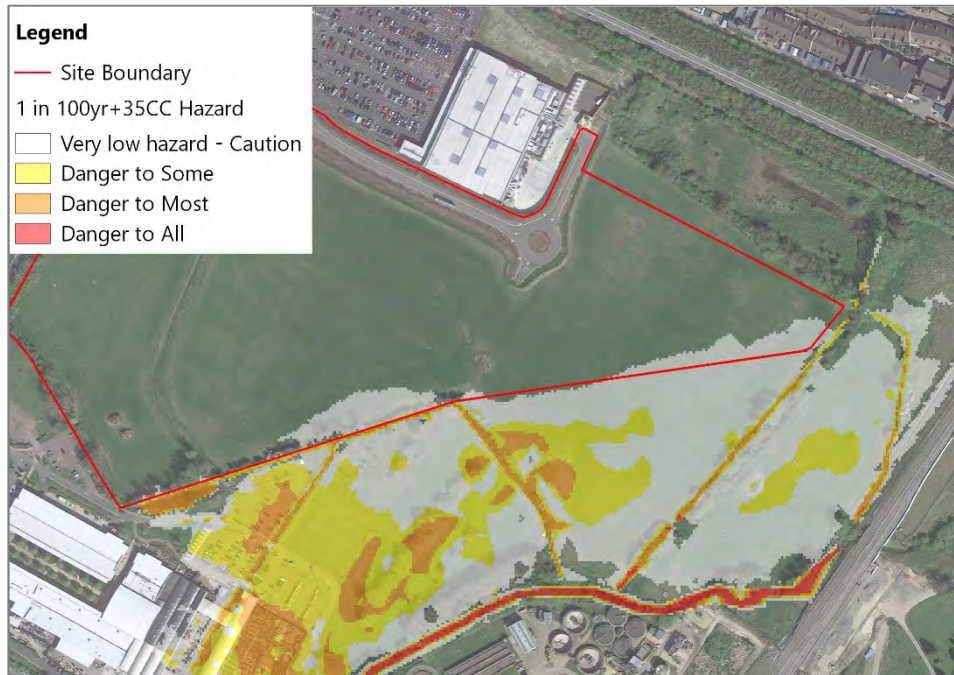 Legend
Site Boundary
1 in 100yr+35CC Hazard
Very low hazard - Caution
Danger to Some
Danger to Most
Danger to All